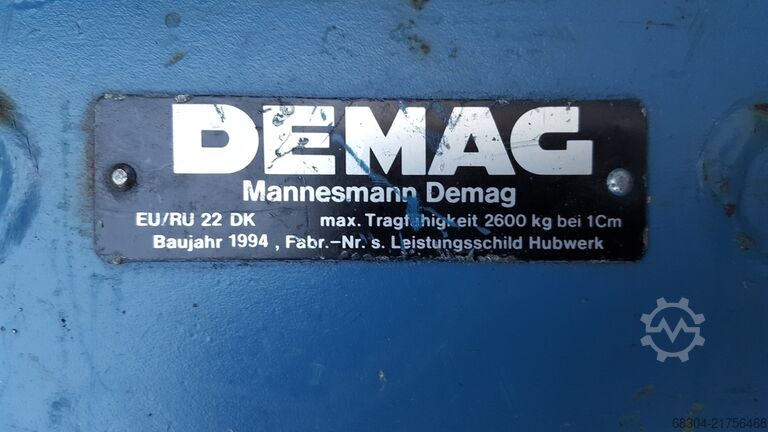 DEMAG
Mannesmann Demag
EU/RU 22 DK max. Tragfähigkeit 2600 kg bei 1Cm
Baujahr 1994 , Fabr.-Nr. s. Leistungsschild Hubwerk
68304-21756468